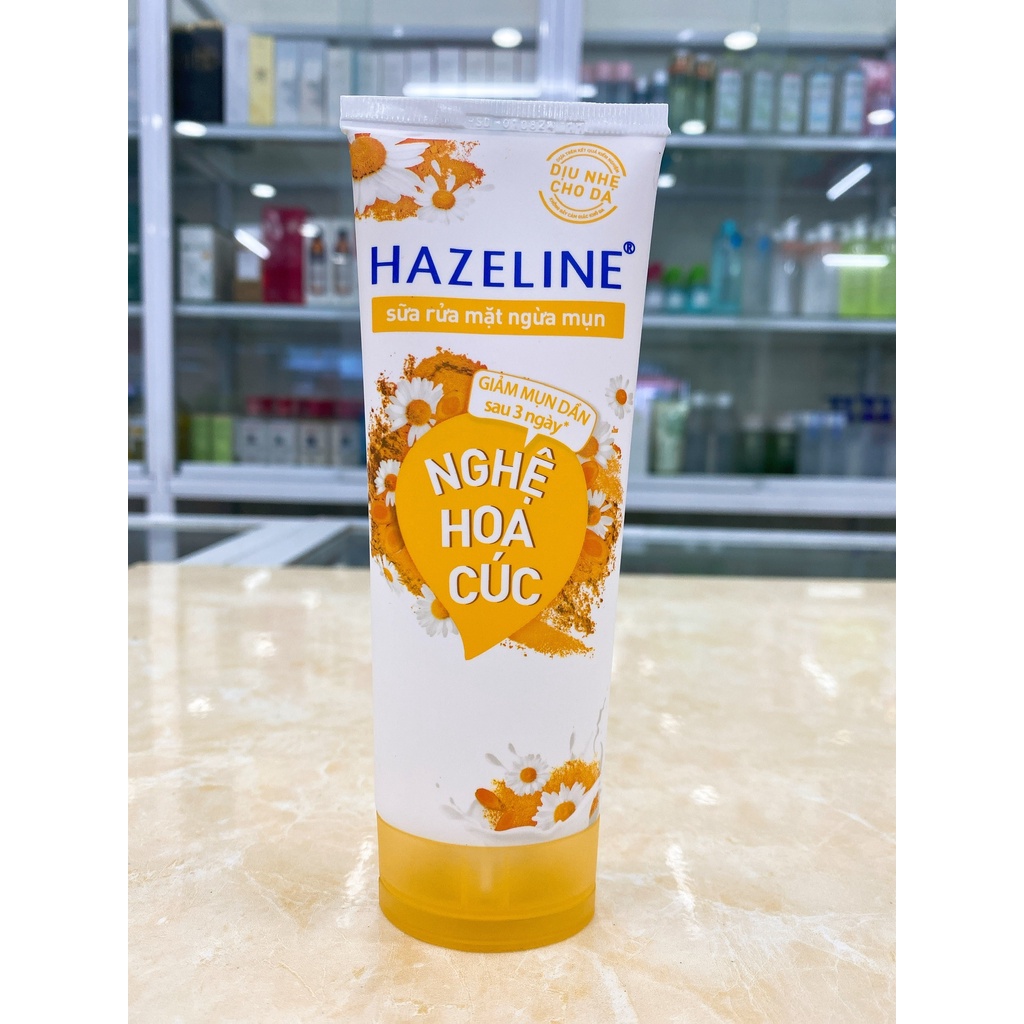 DỊU NHẸ
CHO DA
HAZELINE®
sữa rửa mặt ngừa mụn
GIẢM MỤN DẦN
sau 3 ngày*
NGHỆ
HOA
CÚC